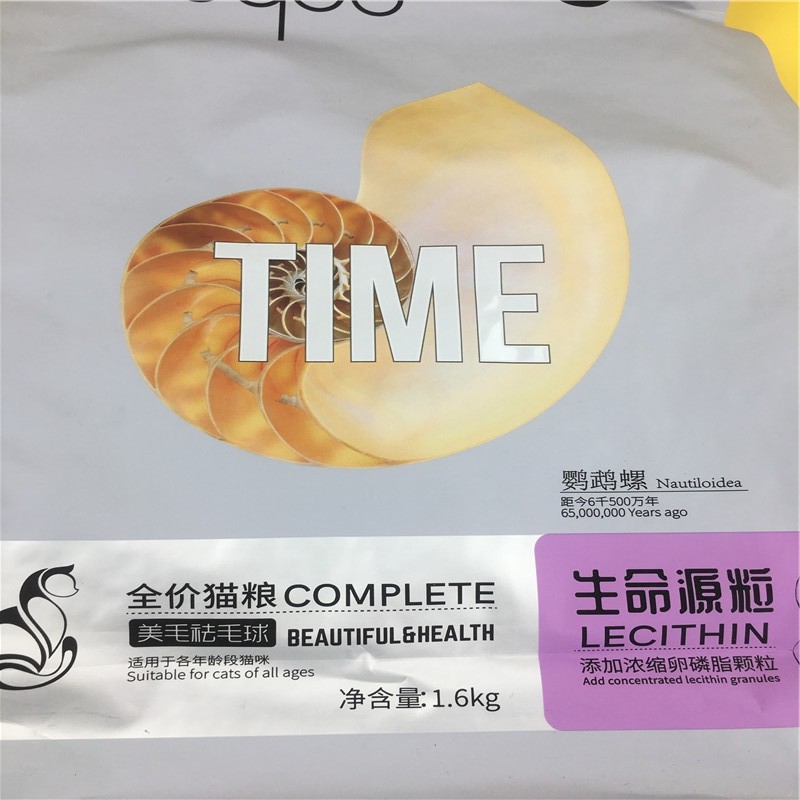 TIME
鹦鹉螺 Nautiloidea
距今6千500万年
65,000,000 Years ago
全价猫粮 COMPLETE
美毛祛毛球 BEAUTIFUL&HEALTH
适用于各年龄段猫咪
Suitable for cats of all ages
净含量:1.6kg
生命源粒
LECITHIN
添加浓缩卵磷脂颗粒
Add concentrated lecithin granules